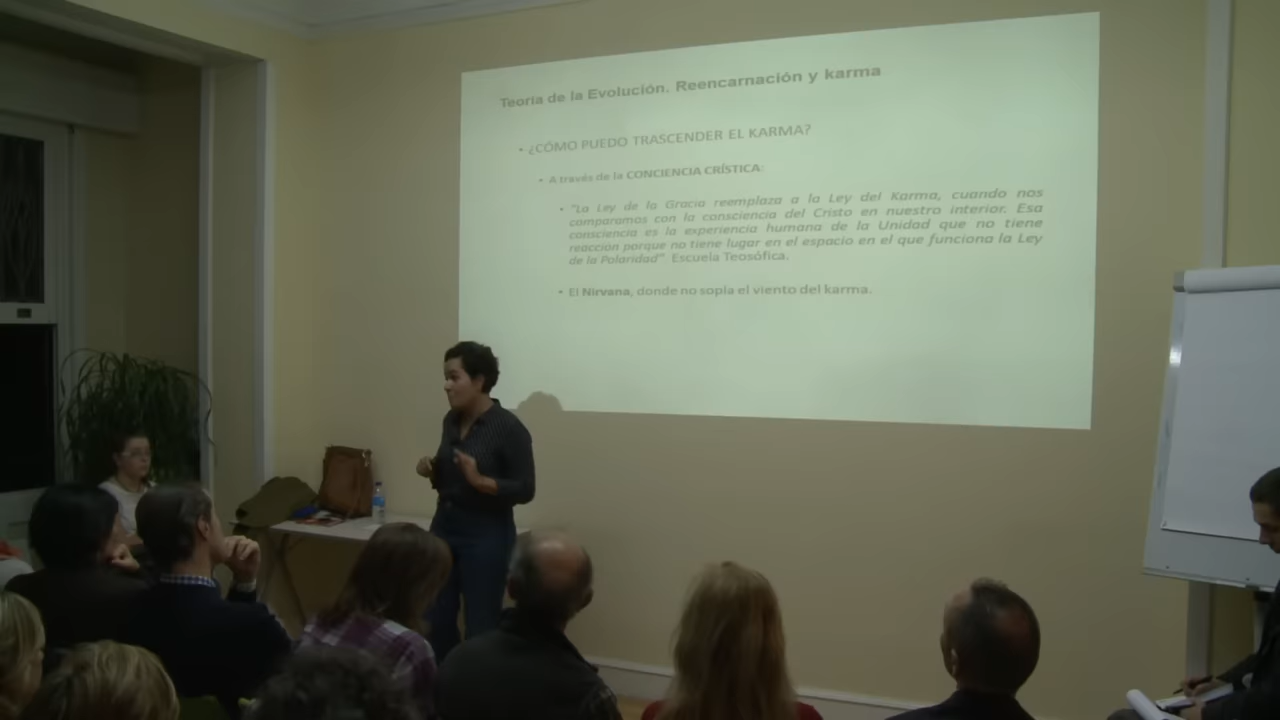 Teoría de la Evolución. Reencarnación y karma
• ¿CÓMO PUEDO TRASCENDER EL KARMA?
• A través de la CONCIENCIA CRÍSTICA:
• "La Ley de la Gracia reemplaza a la Ley del Karma, cuando nos
comparamos con la consciencia del Cristo en nuestro interior. Esa
consciencia es la experiencia humana de la Unidad que no tiene
reacción porque no tiene lugar en el espacio en el que funciona la Ley
de la Polaridad" Escuela Teosófica.
• El Nirvana, donde no sopla el viento del karma.